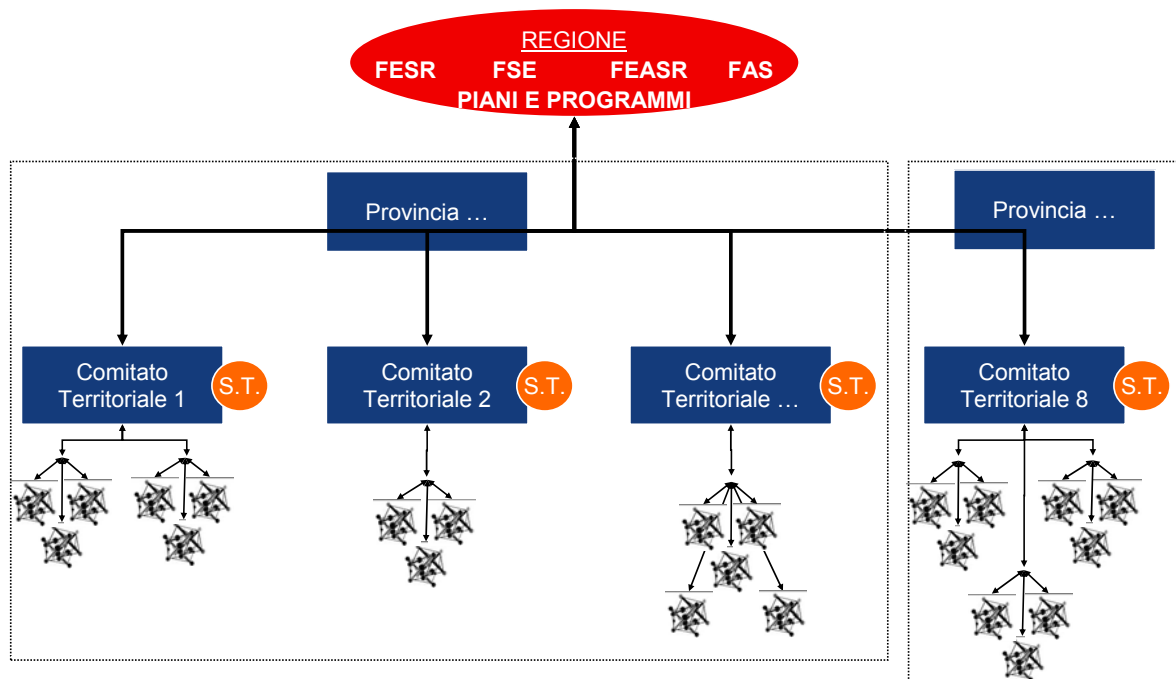 REGIONE
FESR FSE FEASR FAS
PIANI E PROGRAMMI
Provincia …
Provincia …
Comitato
Territoriale 1
S.T.
Comitato
Territoriale 2
S.T.
Comitato
Territoriale …
S.T.
Comitato
Territoriale 8
S.T.